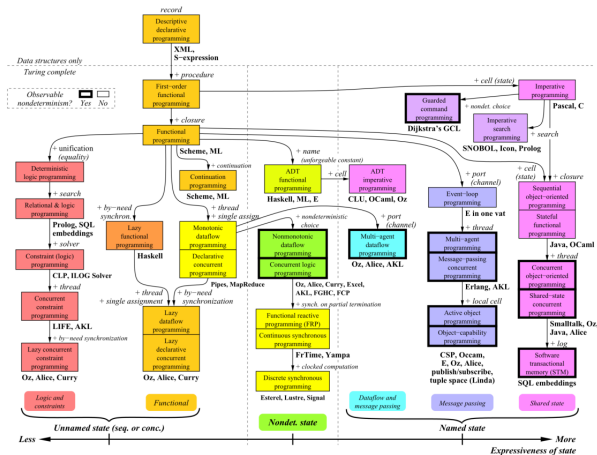 record
Descriptive
declarative
programming
XML,
S−expression
Data structures only
Turing complete
+ procedure
+ cell (state)
Observable
nondeterminism?
Yes
No
First−order
functional
programming
Imperative
programming
Pascal, C
Guarded
command
programming
+ nondet. choice
Dijkstra's GCL
Imperative
search
programming
+ search
SNOBOL, Icon, Prolog
+ closure
Functional
programming
Scheme, ML
+ unification
(equality)
Deterministic
logic programming
+ search
Relational & logic
programming
Prolog, SQL
embeddings
+ solver
Constraint (logic)
programming
CLP, ILOG Solver
+ thread
Concurrent
constraint
programming
LIFE, AKL
+ by−need synchronization
Lazy concurrent
constraint
programming
Oz, Alice, Curry
+ continuation
Continuation
programming
Scheme, ML
+ by−need
synchron.
Lazy
functional
programming
Haskell
+ thread
+ single assign.
Monotonic
dataflow
programming
Declarative
concurrent
programming
Pipes, MapReduce
+ thread
+ single assignment
+ by−need
synchronization
Lazy
dataflow
programming
Lazy
declarative
concurrent
programming
Oz, Alice, Curry
+ name
(unforgeable constant)
ADT
functional
programming
Haskell, ML, E
+ cell
ADT
imperative
programming
CLU, OCaml, Oz
+ nondeterministic
choice
Nonmonotonic
dataflow
programming
Concurrent logic
programming
Oz, Alice, Curry, Excel,
AKL, FGHC, FCP
+ synch. on partial termination
Functional reactive
programming (FRP)
Continuous synchronous
programming
FrTime, Yampa
+ clocked computation
Discrete synchronous
programming
Esterel, Lustre, Signal
+ port
(channel)
Multi−agent
dataflow
programming
Oz, Alice, AKL
+ port
(channel)
Event−loop
programming
E in one vat
+ thread
Multi−agent
programming
Message−passing
concurrent
programming
Erlang, AKL
+ local cell
Active object
programming
Object−capability
programming
CSP, Occam,
E, Oz, Alice,
publish/subscribe,
tuple space (Linda)
+ cell
(state)
+ closure
Sequential
object−oriented
programming
Stateful
functional
programming
Java, OCaml
+ thread
Concurrent
object−oriented
programming
Shared−state
concurrent
programming
Smalltalk, Oz,
Java, Alice
+ log
Software
transactional
memory (STM)
SQL embeddings
Logic and
constraints
Functional
Nondet. state
Dataflow and
message passing
Message passing
Shared state
Unnamed state (seq. or conc.)
Named state
Less
More
Expressiveness of state